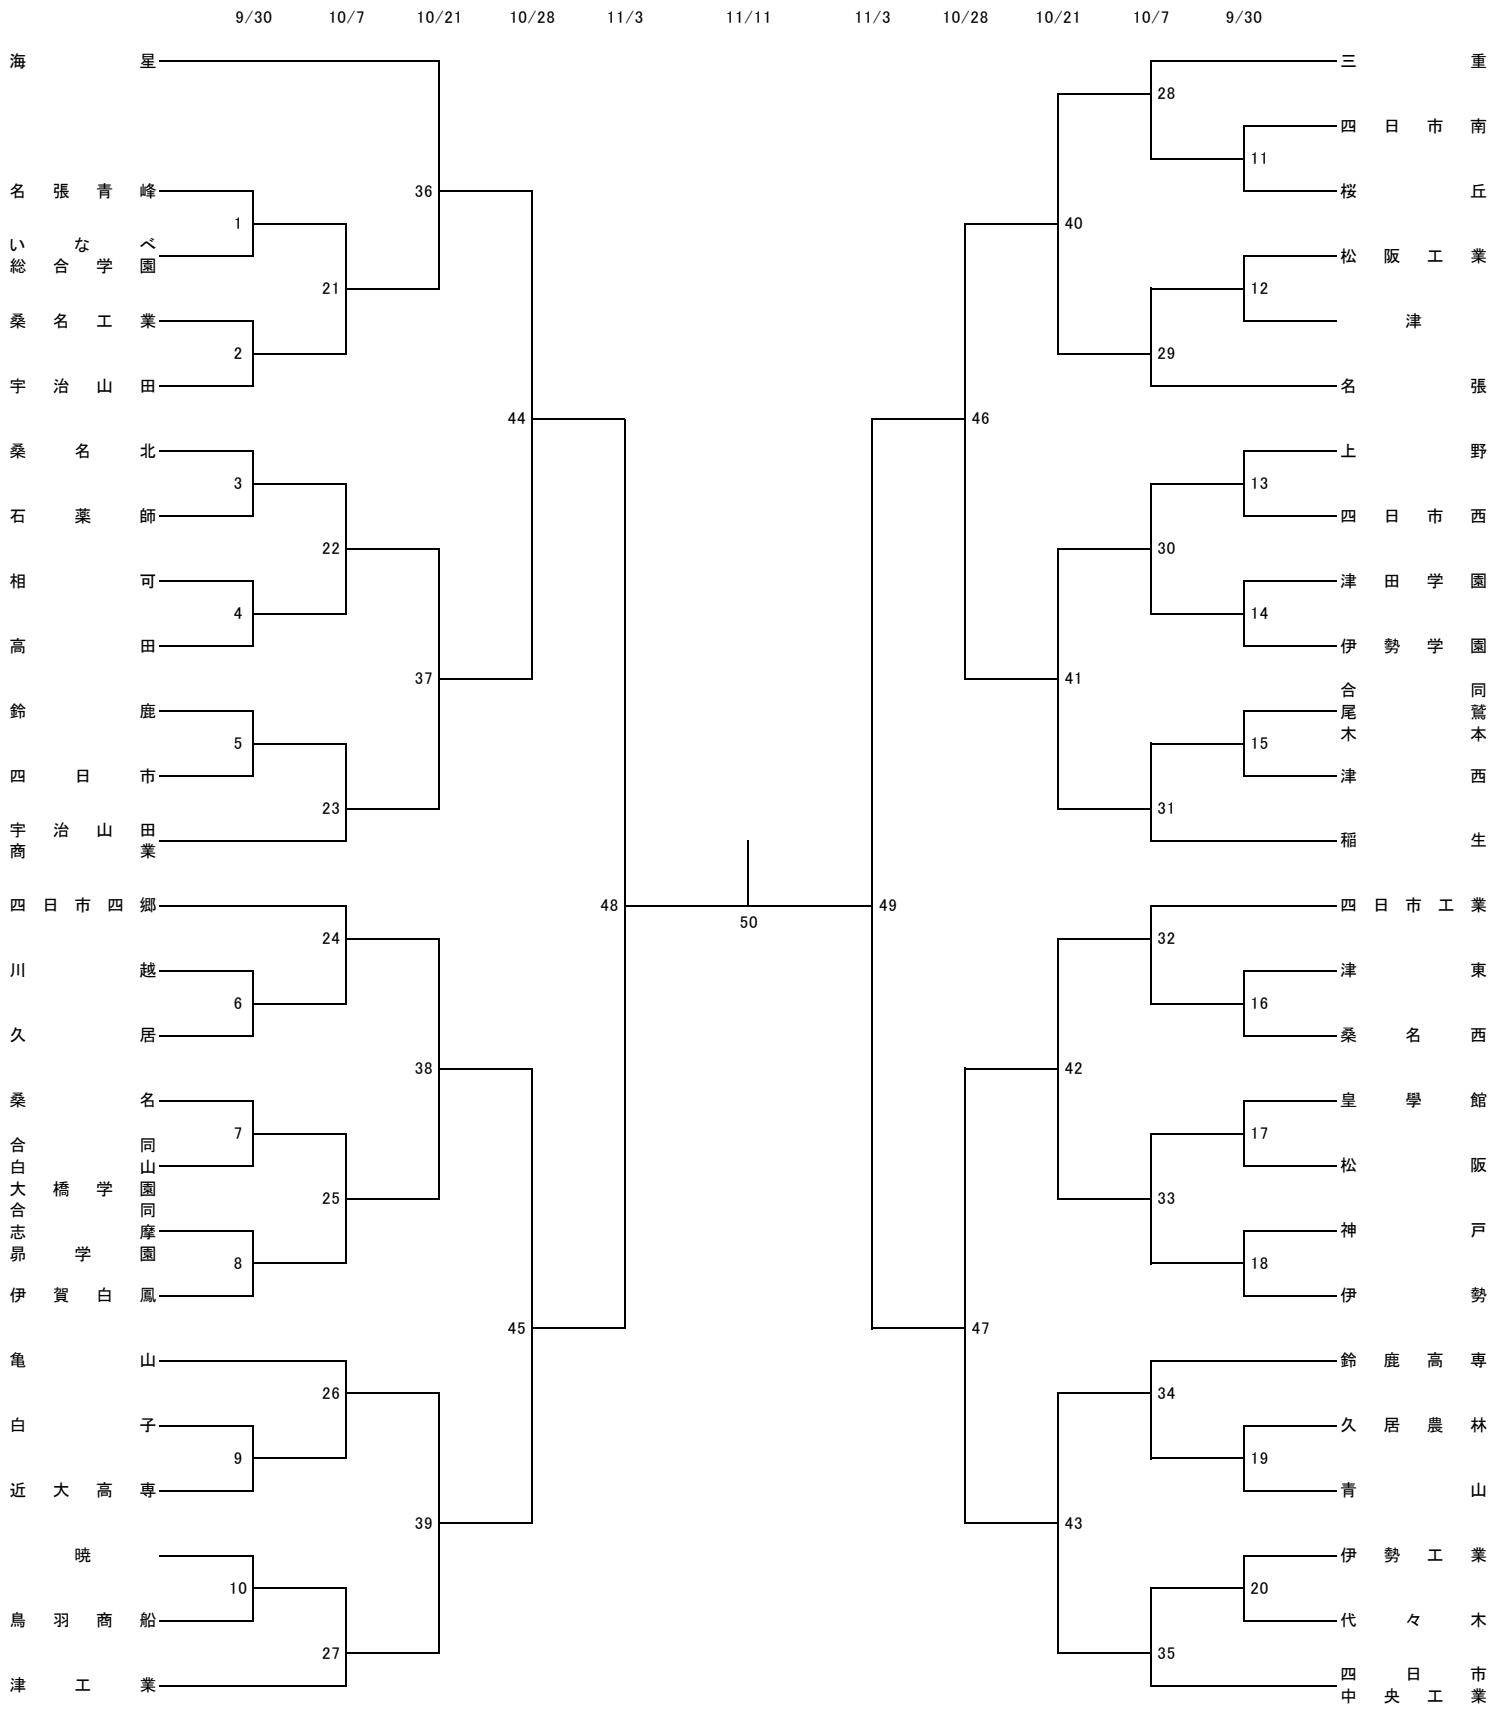 9/30 10/7 10/21 10/28 11/3 11/11 11/3 10/28 10/21 10/7 9/30
海星
名張青峰
いなべ
総合学園
桑名工業
宇治山田
桑名北
石薬師
相可
高田
鈴鹿
四日市
宇治山田
商業
四日市四郷
川越
久居
桑名
合同
白山
大橋学園
合同
志摩
昴学園
伊賀白鳳
亀山
白子
近大高専
暁
鳥羽商船
津工業
1
2
3
4
5
6
7
8
9
10
21
22
23
24
25
26
27
36
37
38
39
44
45
48
50
49
46
47
40
41
42
43
28
29
30
31
32
33
34
35
11
12
13
14
15
16
17
18
19
20
三重
四日市南
桜丘
松阪工業
津
名張
上野
四日市西
津田学園
伊勢学園
合同
尾鷲
木本
津西
稲生
四日市工業
津東
桑名西
皇學館
松阪
神戸
伊勢
鈴鹿高専
久居農林
青山
伊勢工業
代々木
四日市
中央工業